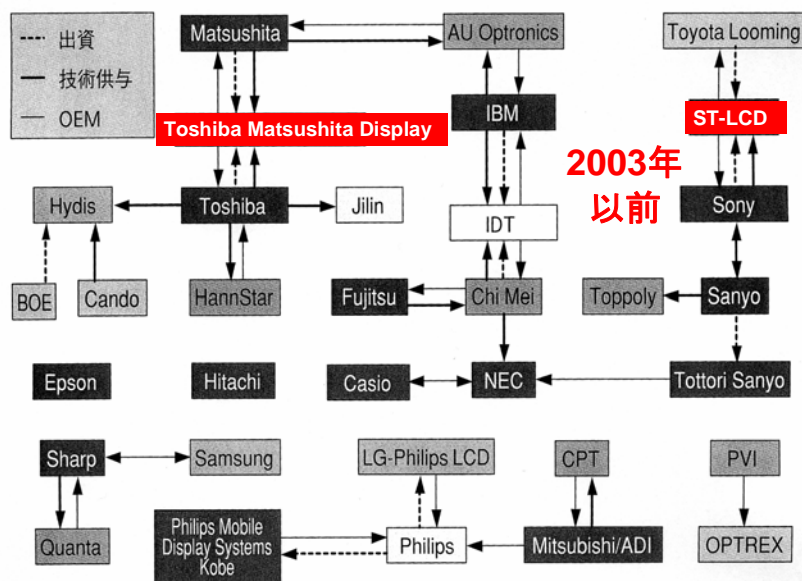 出資
技術供与
OEM
Matsushita
AU Optronics
Toyota Looming
Toshiba Matsushita Display
IBM
ST-LCD
2003年
以前
Hydis
Toshiba
Jilin
IDT
Sony
BOE
Cando
HannStar
Fujitsu
Chi Mei
Toppoly
Sanyo
Epson
Hitachi
Casio
NEC
Tottori Sanyo
Sharp
Samsung
LG-Philips LCD
CPT
PVI
Quanta
Philips Mobile
Display Systems
Kobe
Philips
Mitsubishi/ADI
OPTREX